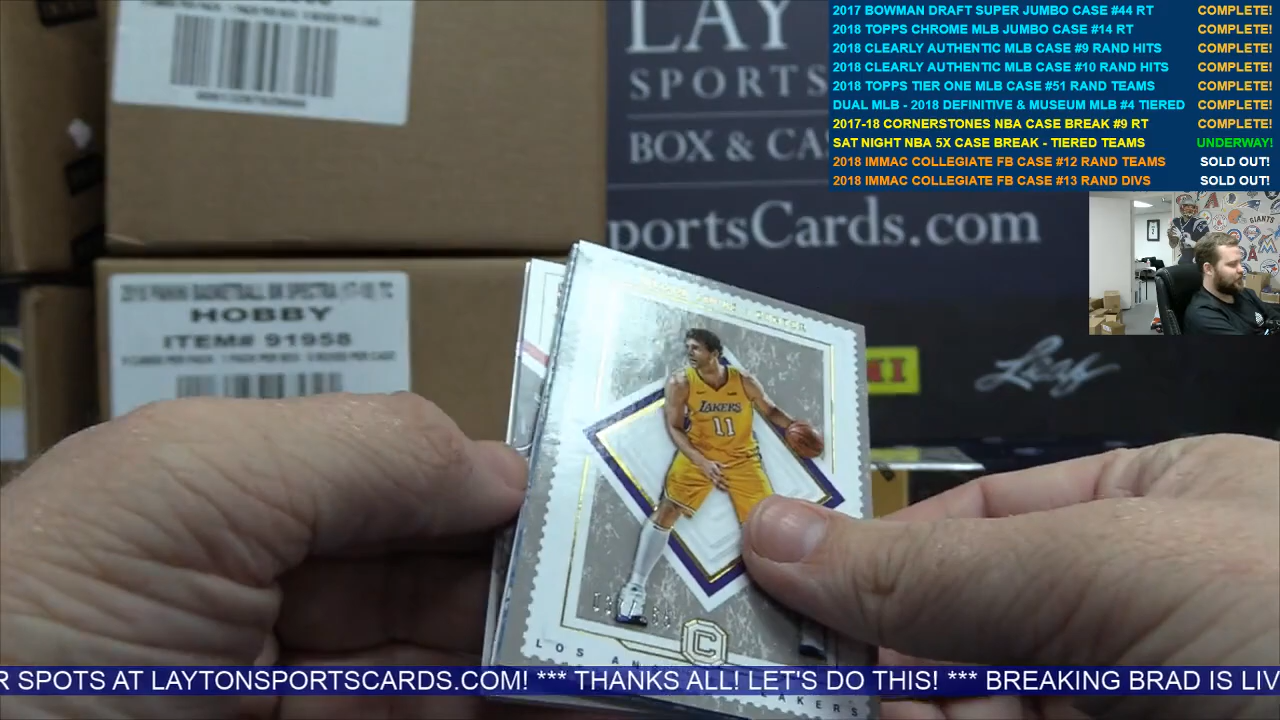 LAY
SPORTS
BOX & CA
portsCards.com
2017 BOWMAN DRAFT SUPER JUMBO CASE #44 RT COMPLETE!
2018 TOPPS CHROME MLB JUMBO CASE #14 RT COMPLETE!
2018 CLEARLY AUTHENTIC MLB CASE #9 RAND HITS COMPLETE!
2018 CLEARLY AUTHENTIC MLB CASE #10 RAND HITS COMPLETE!
2018 TOPPS TIER ONE MLB CASE #51 RAND TEAMS COMPLETE!
DUAL MLB - 2018 DEFINITIVE & MUSEUM MLB #4 TIERED COMPLETE!
2017-18 CORNERSTONES NBA CASE BREAK #9 RT COMPLETE!
SAT NIGHT NBA 5X CASE BREAK - TIERED TEAMS UNDERWAY!
2018 IMMAC COLLEGIATE FB CASE #12 RAND TEAMS SOLD OUT!
2018 IMMAC COLLEGIATE FB CASE #13 RAND DIVS SOLD OUT!
GIANTS
HOBBY
ITEM# 91958
Leaf
LAKERS
11
C
LOS AN
LAKERS
R SPOTS AT LAYTONSPORTSCARDS.COM! *** THANKS ALL! LET'S DO THIS! *** BREAKING BRAD IS LIV